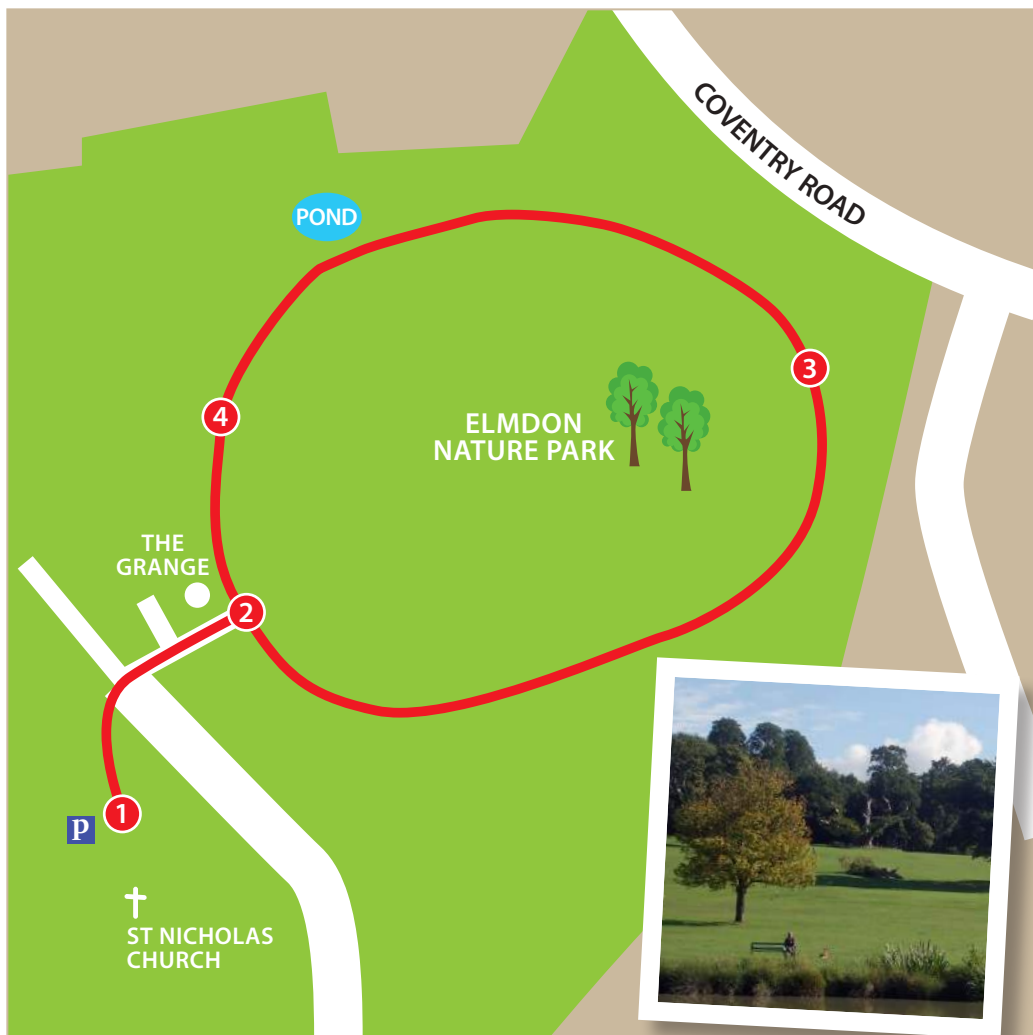 COVENTRY ROAD
POND
3
4
ELMDON
NATURE PARK
THE
GRANGE
2
1
P
ST NICHOLAS
CHURCH